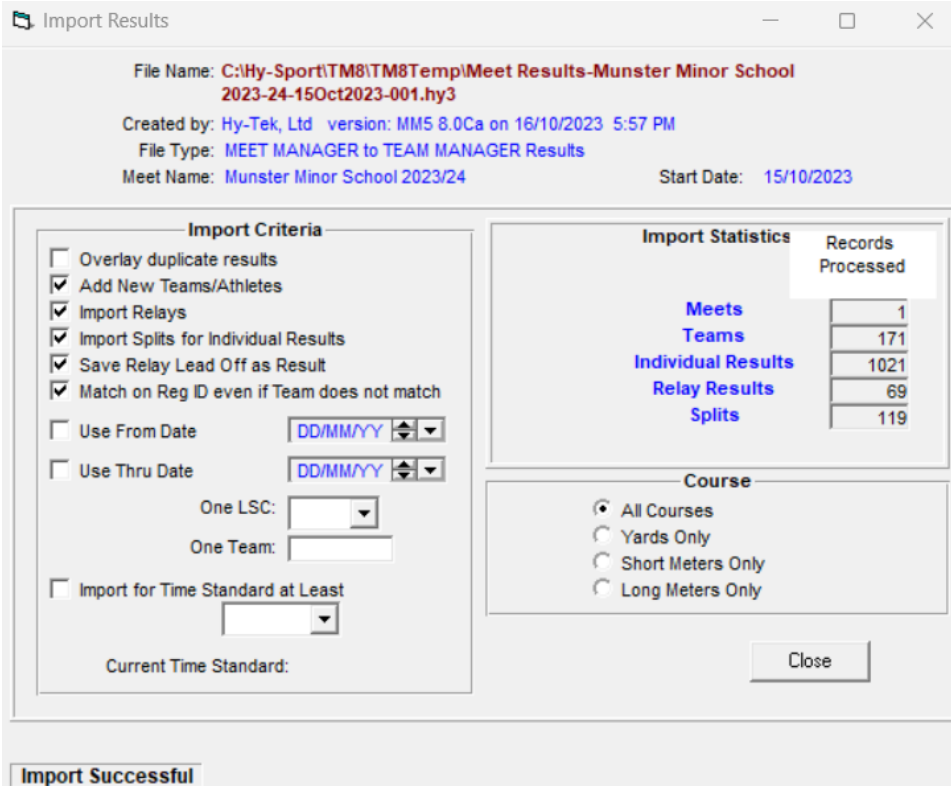 Import Results
File Name: C:\Hy-Sport\TM8\TM8Temp\Meet Results-Munster Minor School
2023-24-15Oct2023-001.hy3
Created by: Hy-Tek, Ltd version: MM5 8.0Ca on 16/10/2023 5:57 PM
File Type: MEET MANAGER to TEAM MANAGER Results
Meet Name: Munster Minor School 2023/24 Start Date: 15/10/2023
Import Criteria
Overlay duplicate results
Add New Teams/Athletes
Import Relays
Import Splits for Individual Results
Save Relay Lead Off as Result
Match on Reg ID even if Team does not match
Use From Date DD/MM/YY
Use Thru Date DD/MM/YY
One LSC:
One Team:
Import for Time Standard at Least
Current Time Standard:
Import Statistics
Records
Processed
Meets 1
Teams 171
Individual Results 1021
Relay Results 69
Splits 119
Course
All Courses
Yards Only
Short Meters Only
Long Meters Only
Close
Import Successful